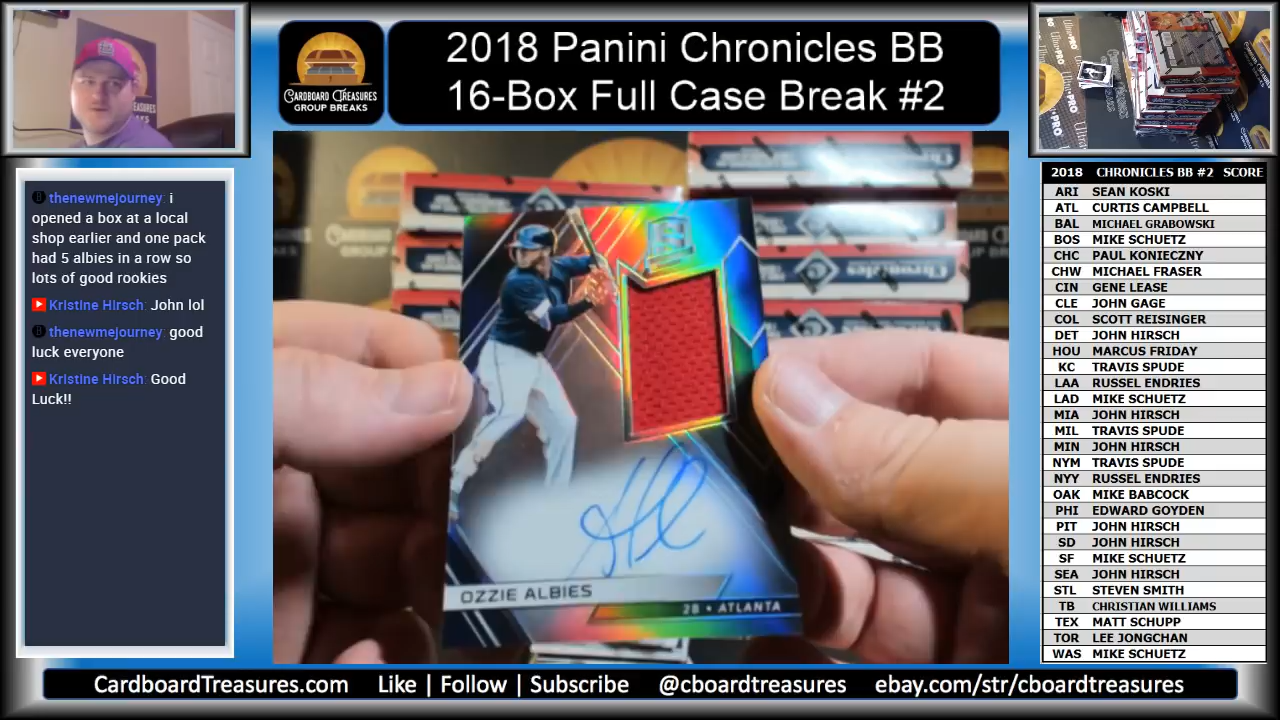 2018 Panini Chronicles BB
16-Box Full Case Break #2
CARDBOARD TREASURES
GROUP BREAKS
thenewmejourney: i
opened a box at a local
shop earlier and one pack
had 5 albies in a row so
lots of good rookies
Kristine Hirsch: John lol
thenewmejourney: good
luck everyone
Kristine Hirsch: Good
Luck!!
OZZIE ALBIES
2B • ATLANTA
2018 CHRONICLES BB #2 SCORE
ARI SEAN KOSKI
ATL CURTIS CAMPBELL
BAL MICHAEL GRABOWSKI
BOS MIKE SCHUETZ
CHC PAUL KONIECZNY
CHW MICHAEL FRASER
CIN GENE LEASE
CLE JOHN GAGE
COL SCOTT REISINGER
DET JOHN HIRSCH
HOU MARCUS FRIDAY
KC TRAVIS SPUDE
LAA RUSSEL ENDRIES
LAD MIKE SCHUETZ
MIA JOHN HIRSCH
MIL TRAVIS SPUDE
MIN JOHN HIRSCH
NYM TRAVIS SPUDE
NYY RUSSEL ENDRIES
OAK MIKE BABCOCK
PHI EDWARD GOYDEN
PIT JOHN HIRSCH
SD JOHN HIRSCH
SF MIKE SCHUETZ
SEA JOHN HIRSCH
STL STEVEN SMITH
TB CHRISTIAN WILLIAMS
TEX MATT SCHUPP
TOR LEE JONGCHAN
WAS MIKE SCHUETZ
CardboardTreasures.com Like | Follow | Subscribe @cboardtreasures ebay.com/str/cboardtreasures